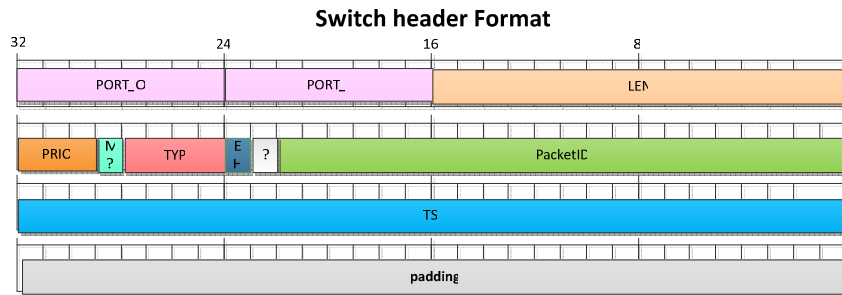 Switch header Format
32 24 16 8
PORT_O PORT_ LEN
PRIC M ? TYP E H ? PacketID
TS
padding